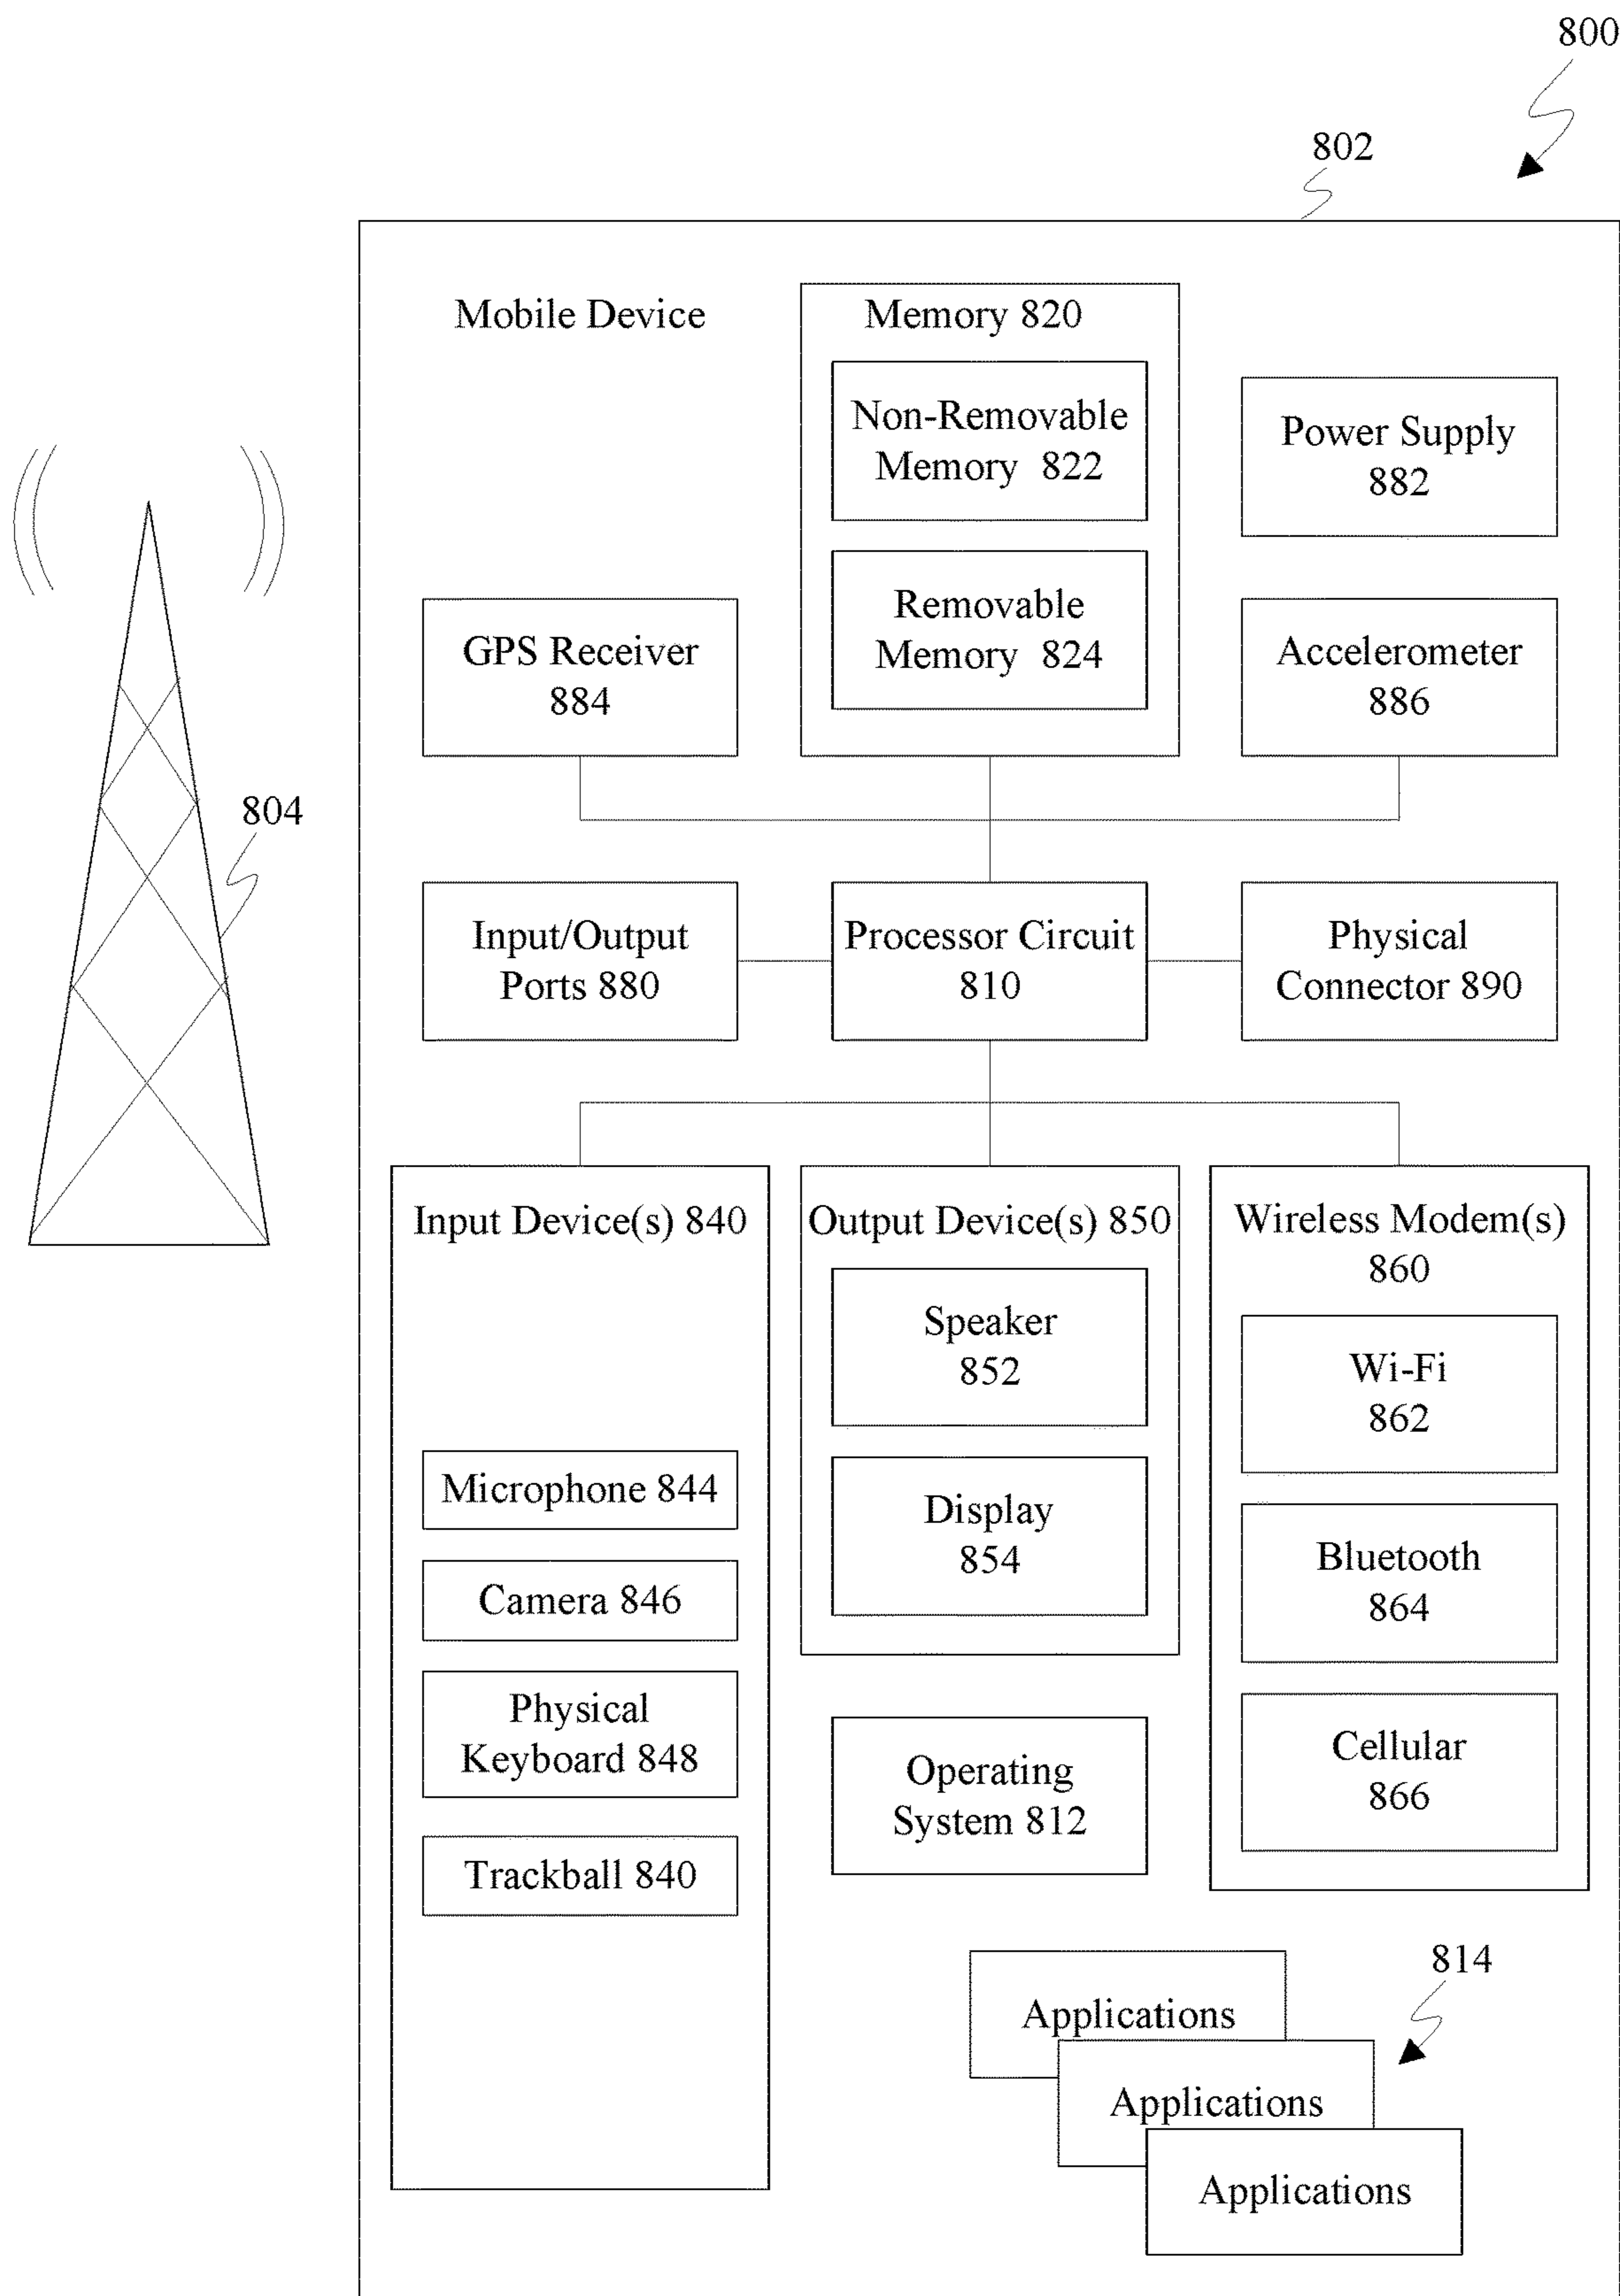 800
802
Mobile Device
Memory 820
Non-Removable
Memory 822
Power Supply
882
GPS Receiver
884
Removable
Memory 824
Accelerometer
886
804
Input/Output
Ports 880
Processor Circuit
810
Physical
Connector 890
Input Device(s) 840
Output Device(s) 850
Wireless Modem(s)
860
Speaker
852
Wi-Fi
862
Microphone 844
Display
854
Bluetooth
864
Camera 846
Physical
Keyboard 848
Operating
System 812
Cellular
866
Trackball 840
814
Applications
Applications
Applications